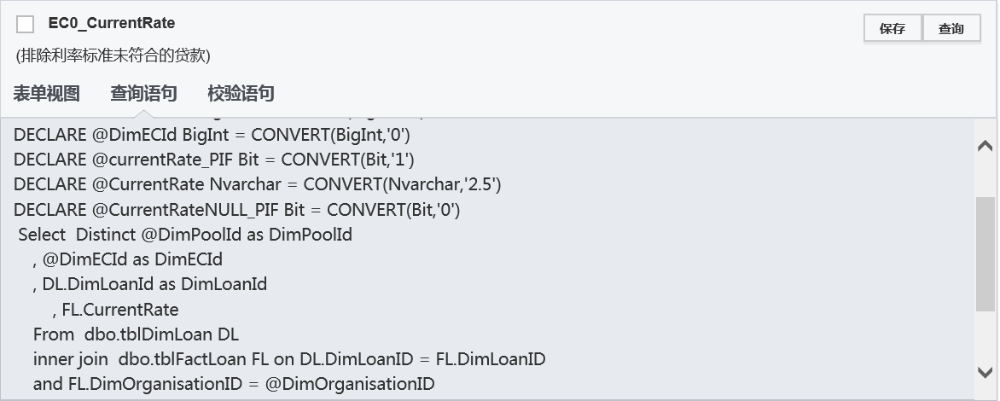 EC0_CurrentRate
保存 查询
(排除利率标准未符合的贷款)
表单视图 查询语句 校验语句
DECLARE @DimECId BigInt = CONVERT(BigInt,'0')
DECLARE @currentRate_PIF Bit = CONVERT(Bit,'1')
DECLARE @CurrentRate Nvarchar = CONVERT(Nvarchar,'2.5')
DECLARE @CurrentRateNULL_PIF Bit = CONVERT(Bit,'0')
Select Distinct @DimPoolId as DimPoolId
, @DimECId as DimECId
, DL.DimLoanId as DimLoanId
, FL.CurrentRate
From dbo.tblDimLoan DL
inner join dbo.tblFactLoan FL on DL.DimLoanID = FL.DimLoanID
and FL.DimOrganisationID = @DimOrganisationID